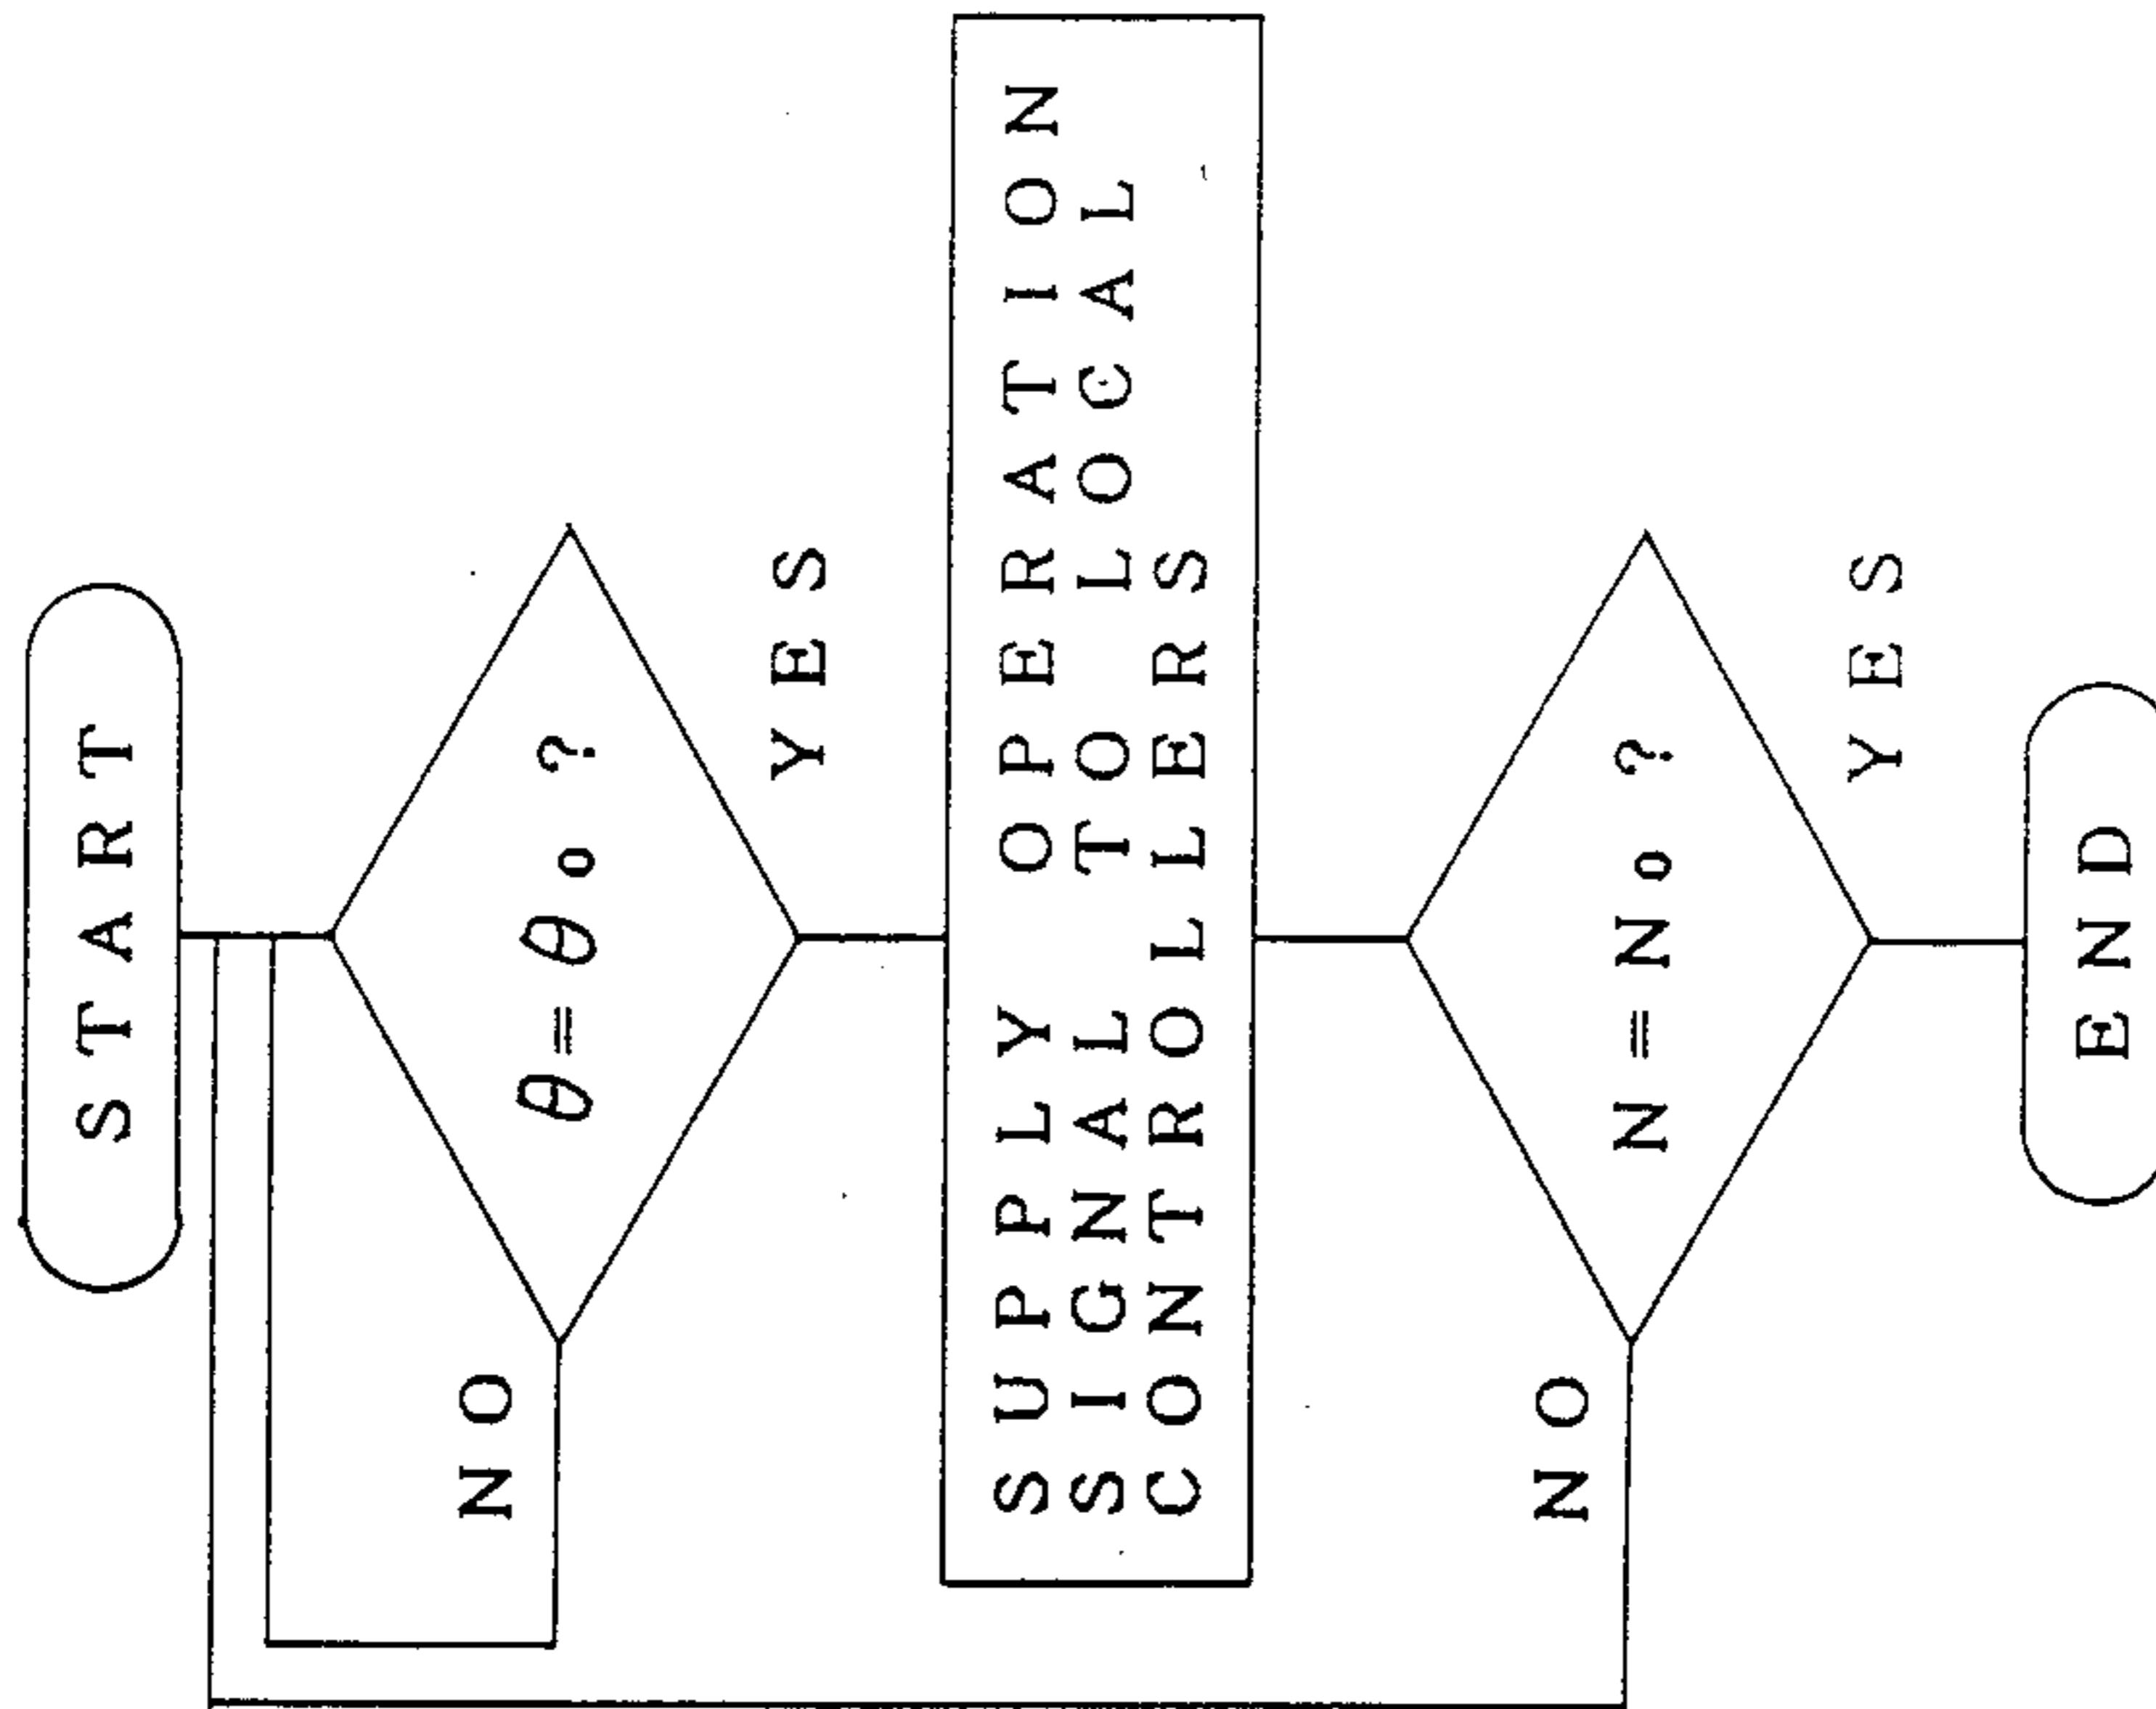 START
θ=θ₀?
NO
YES
SUPPLY OPERATION
SIGNAL TO LOCAL
CONTROLLERS
N=N₀?
NO
YES
END